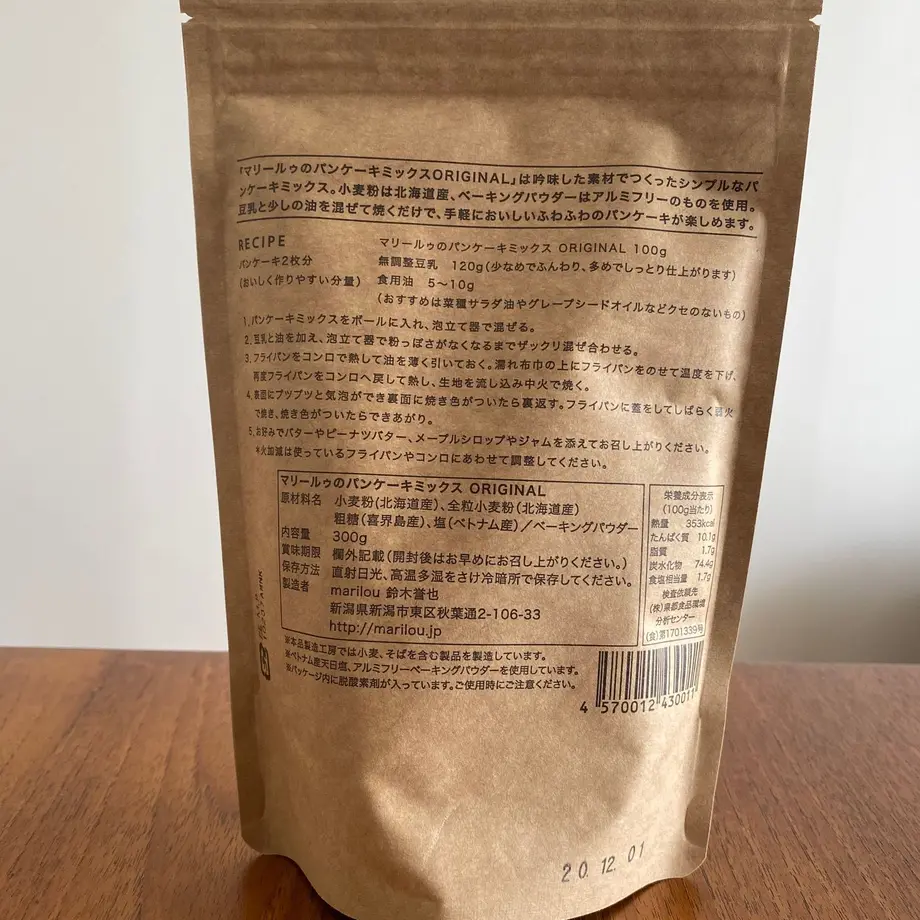 「マリールゥのパンケーキミックスORIGINAL」は吟味した素材でつくったシンプルなパ
ンケーキミックス。小麦粉は北海道産、ベーキングパウダーはアルミフリーのものを使用。
豆乳と少しの油を混ぜて焼くだけで、手軽においしいふわふわのパンケーキが楽しめます。
RECIPE
パンケーキ2枚分
(おいしく作りやすい分量)
マリールゥのパンケーキミックス ORIGINAL 100g
無調整豆乳 120g(少なめでふんわり、多めでしっとり仕上がります)
食用油 5〜10g
(おすすめは菜種サラダ油やグレープシードオイルなどクセのないもの)
1.パンケーキミックスをボールに入れ、泡立て器で混ぜる。
2.豆乳と油を加え、泡立て器で粉っぽさがなくなるまでザックリ混ぜ合わせる。
3.フライパンをコンロで熱して油を薄く引いておく。濡れ布巾の上にフライパンをのせて温度を下げ、
再度フライパンをコンロへ戻して熱し、生地を流し込み中火で焼く。
4.表面にプツプツと気泡ができ裏面に焼き色がついたら裏返す。フライパンに蓋をしてしばらく弱火
で焼き、焼き色がついたらできあがり。
5.お好みでバターやピーナツバター、メープルシロップやジャムを添えてお召し上がりください。
*火加減は使っているフライパンやコンロにあわせて調整してください。
マリールゥのパンケーキミックス ORIGINAL
原材料名 小麦粉(北海道産)、全粒小麦粉(北海道産)
粗糖(喜界島産)、塩(ベトナム産)/ベーキングパウダー
内容量 300g
賞味期限 欄外記載(開封後はお早めにお召し上がりください。)
保存方法 直射日光、高温多湿をさけ冷暗所で保存してください。
製造者 marilou 鈴木誉也
新潟県新潟市東区秋葉通2-106-33
http://marilou.jp
栄養成分表示
(100g当たり)
熱量 353kcal
たんぱく質 10.1g
脂質 1.7g
炭水化物 74.4g
食塩相当量 1.7g
検査依頼先
(株)県都食品環境
分析センター
(食)第1701339号
※本品製造工房では小麦、そばを含む製品を製造しています。
※ベトナム産天日塩、アルミフリーベーキングパウダーを使用しています。
※パッケージ内に脱酸素剤が入っています。ご使用時にご注意ください。
4 570012 430011
20.12.01